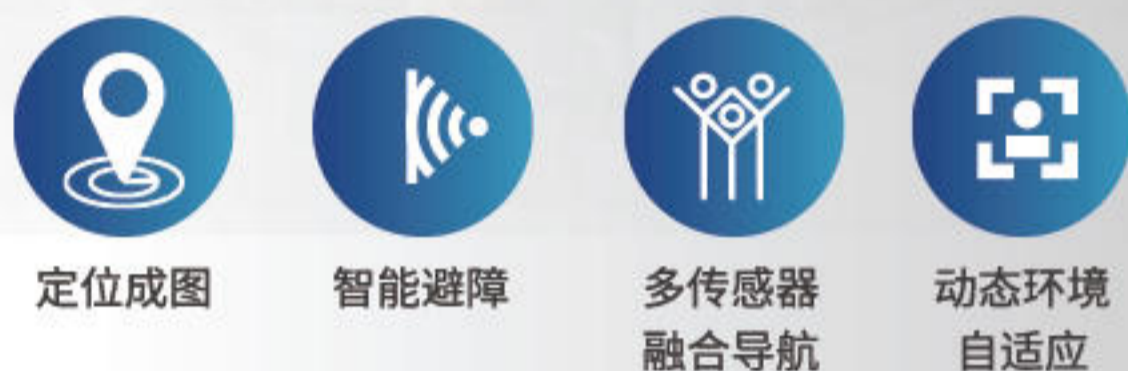 定位成图
智能避障
多传感器
融合导航
动态环境
自适应